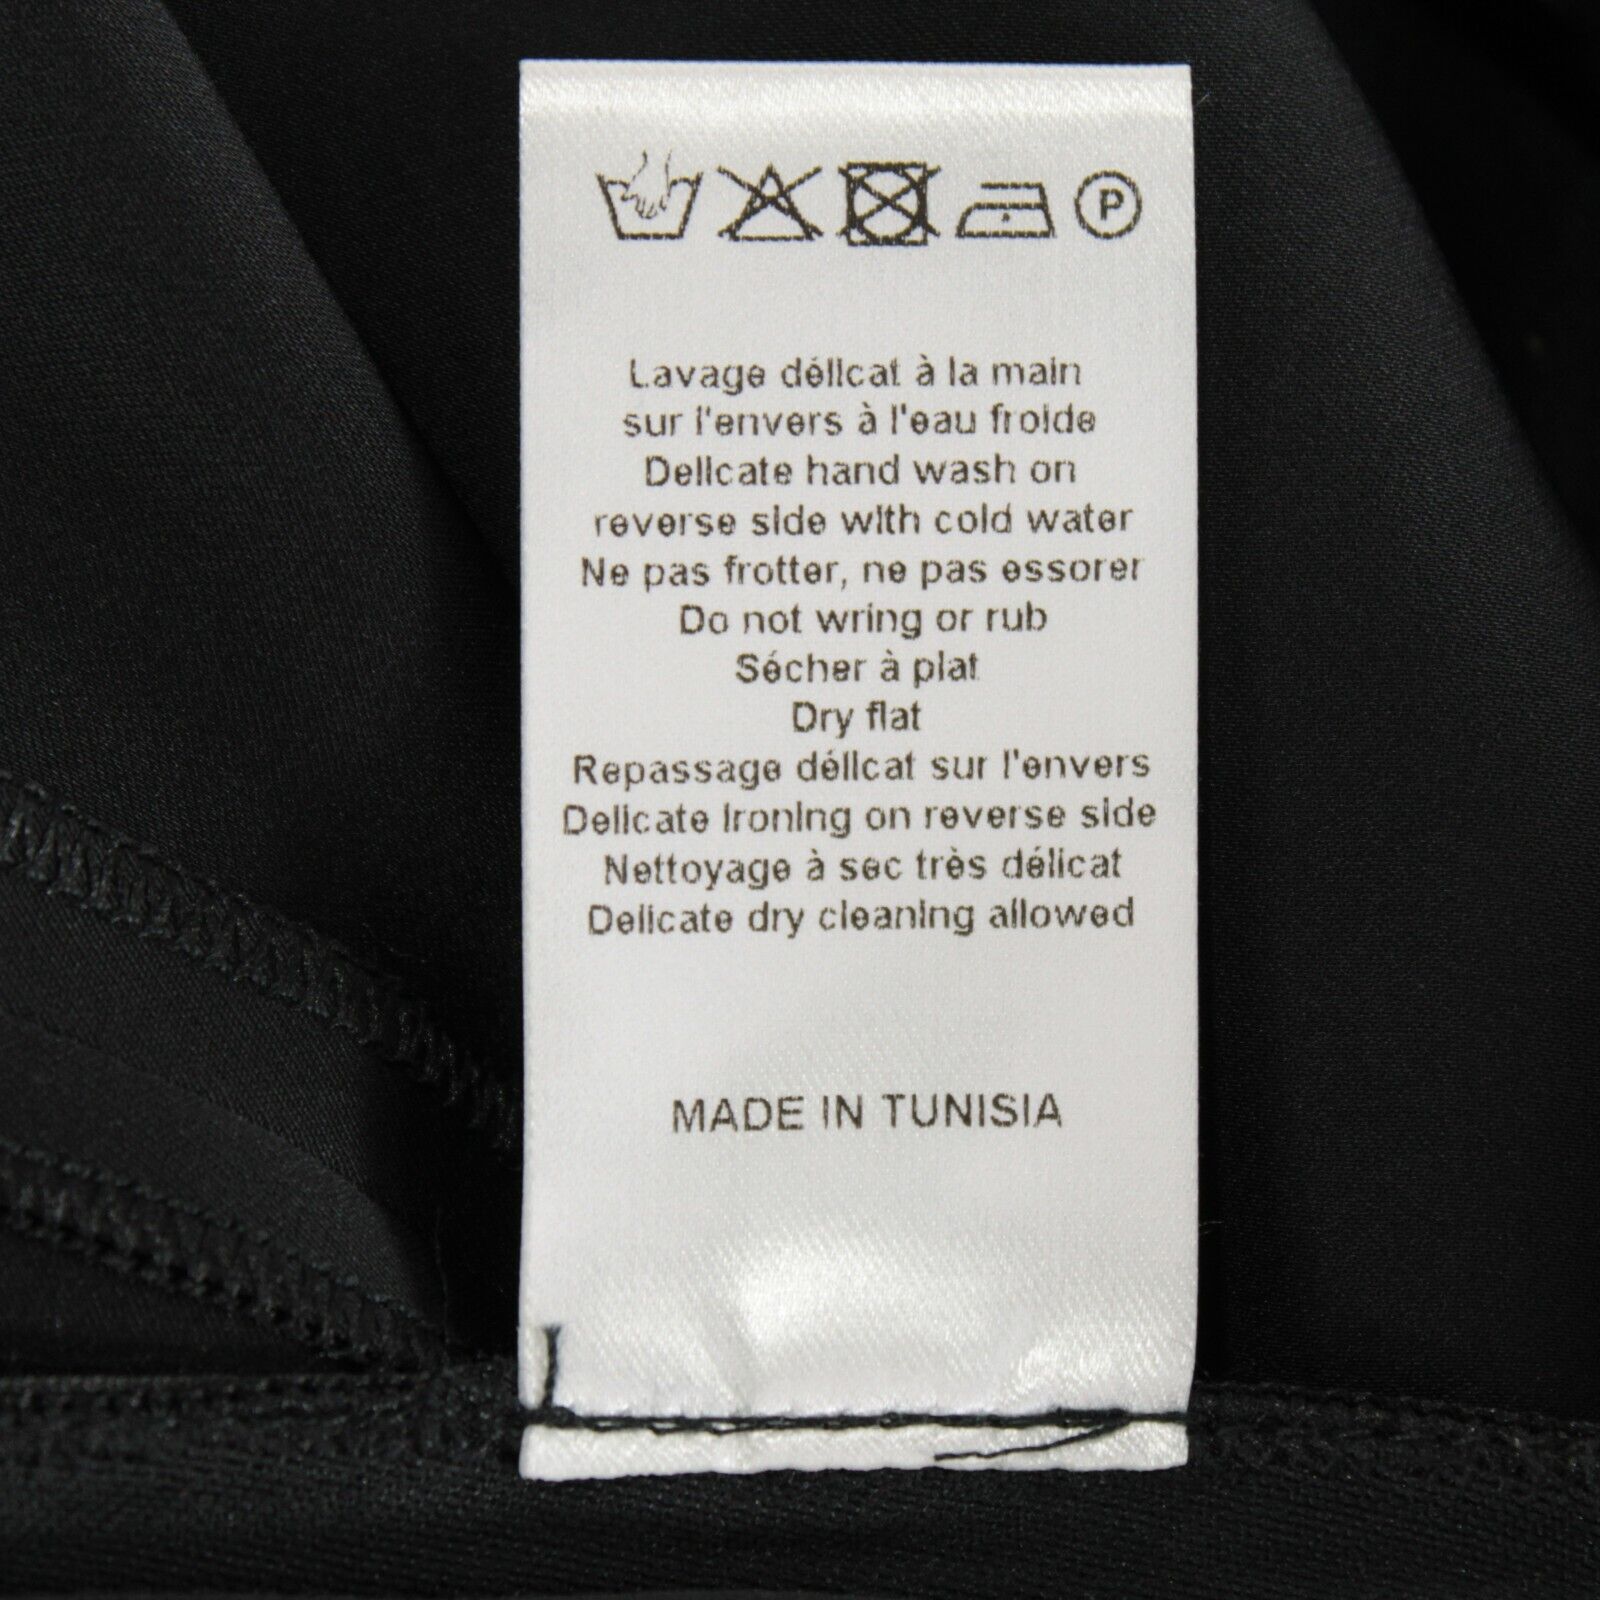 P
Lavage délicat à la main
sur l'envers à l'eau froide
Delicate hand wash on
reverse side with cold water
Ne pas frotter, ne pas essorer
Do not wring or rub
Sécher à plat
Dry flat
Repassage délicat sur l'envers
Delicate ironing on reverse side
Nettoyage à sec très délicat
Delicate dry cleaning allowed
MADE IN TUNISIA